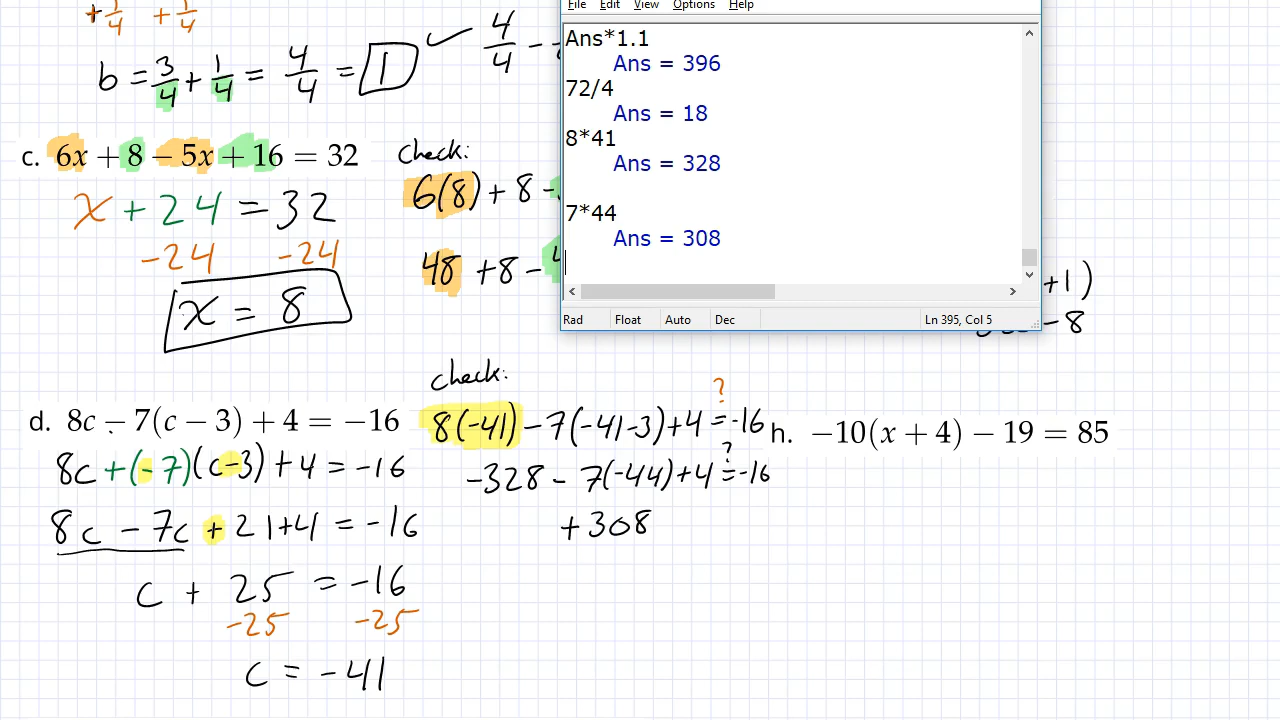 +1/4 +1/4
b = 3/4 + 1/4 = 4/4 = 1 ✓ 4/4 -
c. 6x + 8 − 5x + 16 = 32
x + 24 = 32
-24 -24
x = 8
check:
6(8) + 8 -
48 + 8 -
File Edit View Options Help
Ans*1.1
Ans = 396
72/4
Ans = 18
8*41
Ans = 328
7*44
Ans = 308
Rad Float Auto Dec Ln 395, Col 5
+1)
- 8
d. 8c − 7(c − 3) + 4 = −16
8c + (-7)(c-3) + 4 = -16
8c - 7c + 21 + 4 = -16
c + 25 = -16
-25 -25
c = -41
check:
?
8(-41) - 7(-41-3) + 4 = -16
?
-328 - 7(-44) + 4 = -16
+308
h. −10(x + 4) − 19 = 85